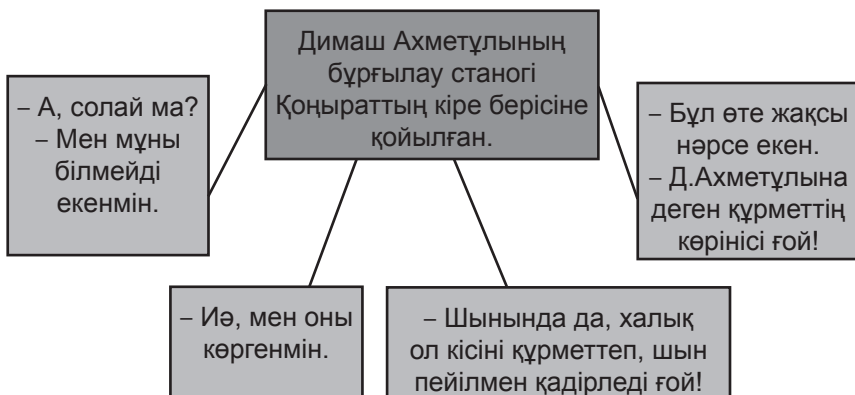 Димаш Ахметұлының
бұрғылау станогі
Қоңыраттың кіре берісіне
қойылған.
– А, солай ма?
– Мен мұны
білмейді
екенмін.
– Бұл өте жақсы
нәрсе екен.
– Д.Ахметұлына
деген құрметтің
көрінісі ғой!
– Иә, мен оны
көргенмін.
– Шынында да, халық
ол кісіні құрметтеп, шын
пейілмен қадірледі ғой!